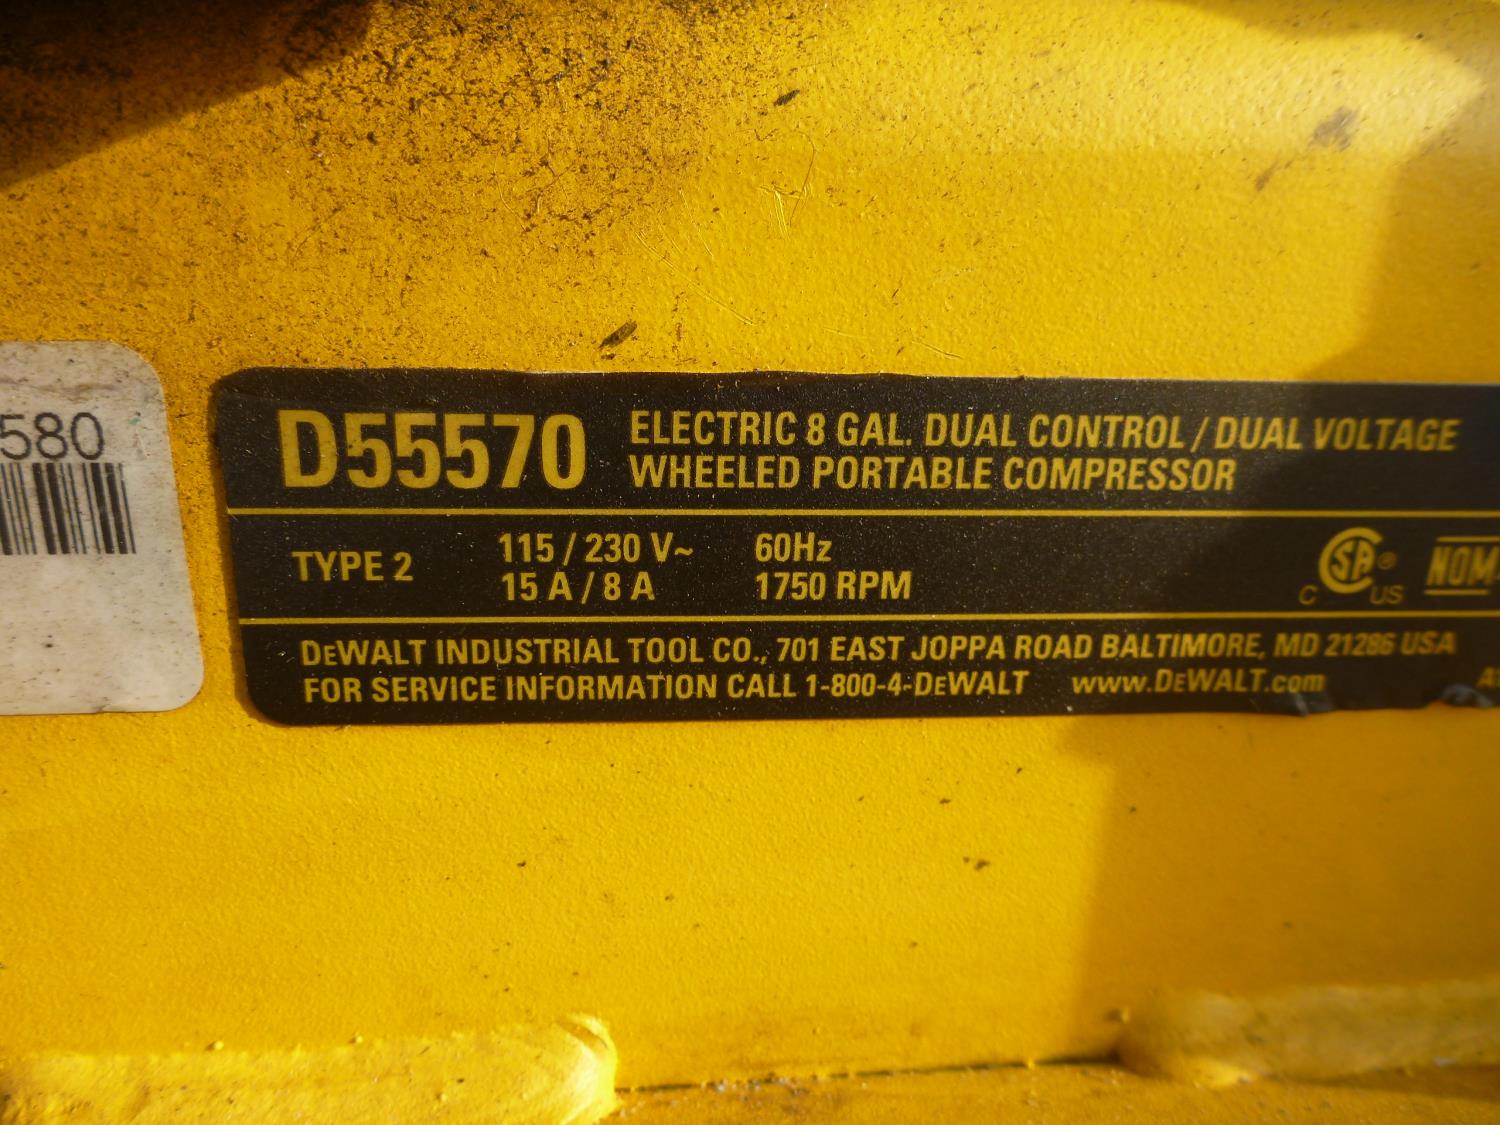 580
D55570 ELECTRIC 8 GAL. DUAL CONTROL / DUAL VOLTAGE
WHEELED PORTABLE COMPRESSOR
TYPE 2 115 / 230 V~ 60Hz
15 A / 8 A 1750 RPM
C SA ® US NOM
DEWALT INDUSTRIAL TOOL CO., 701 EAST JOPPA ROAD BALTIMORE, MD 21286 USA
FOR SERVICE INFORMATION CALL 1-800-4-DEWALT www.DEWALT.com